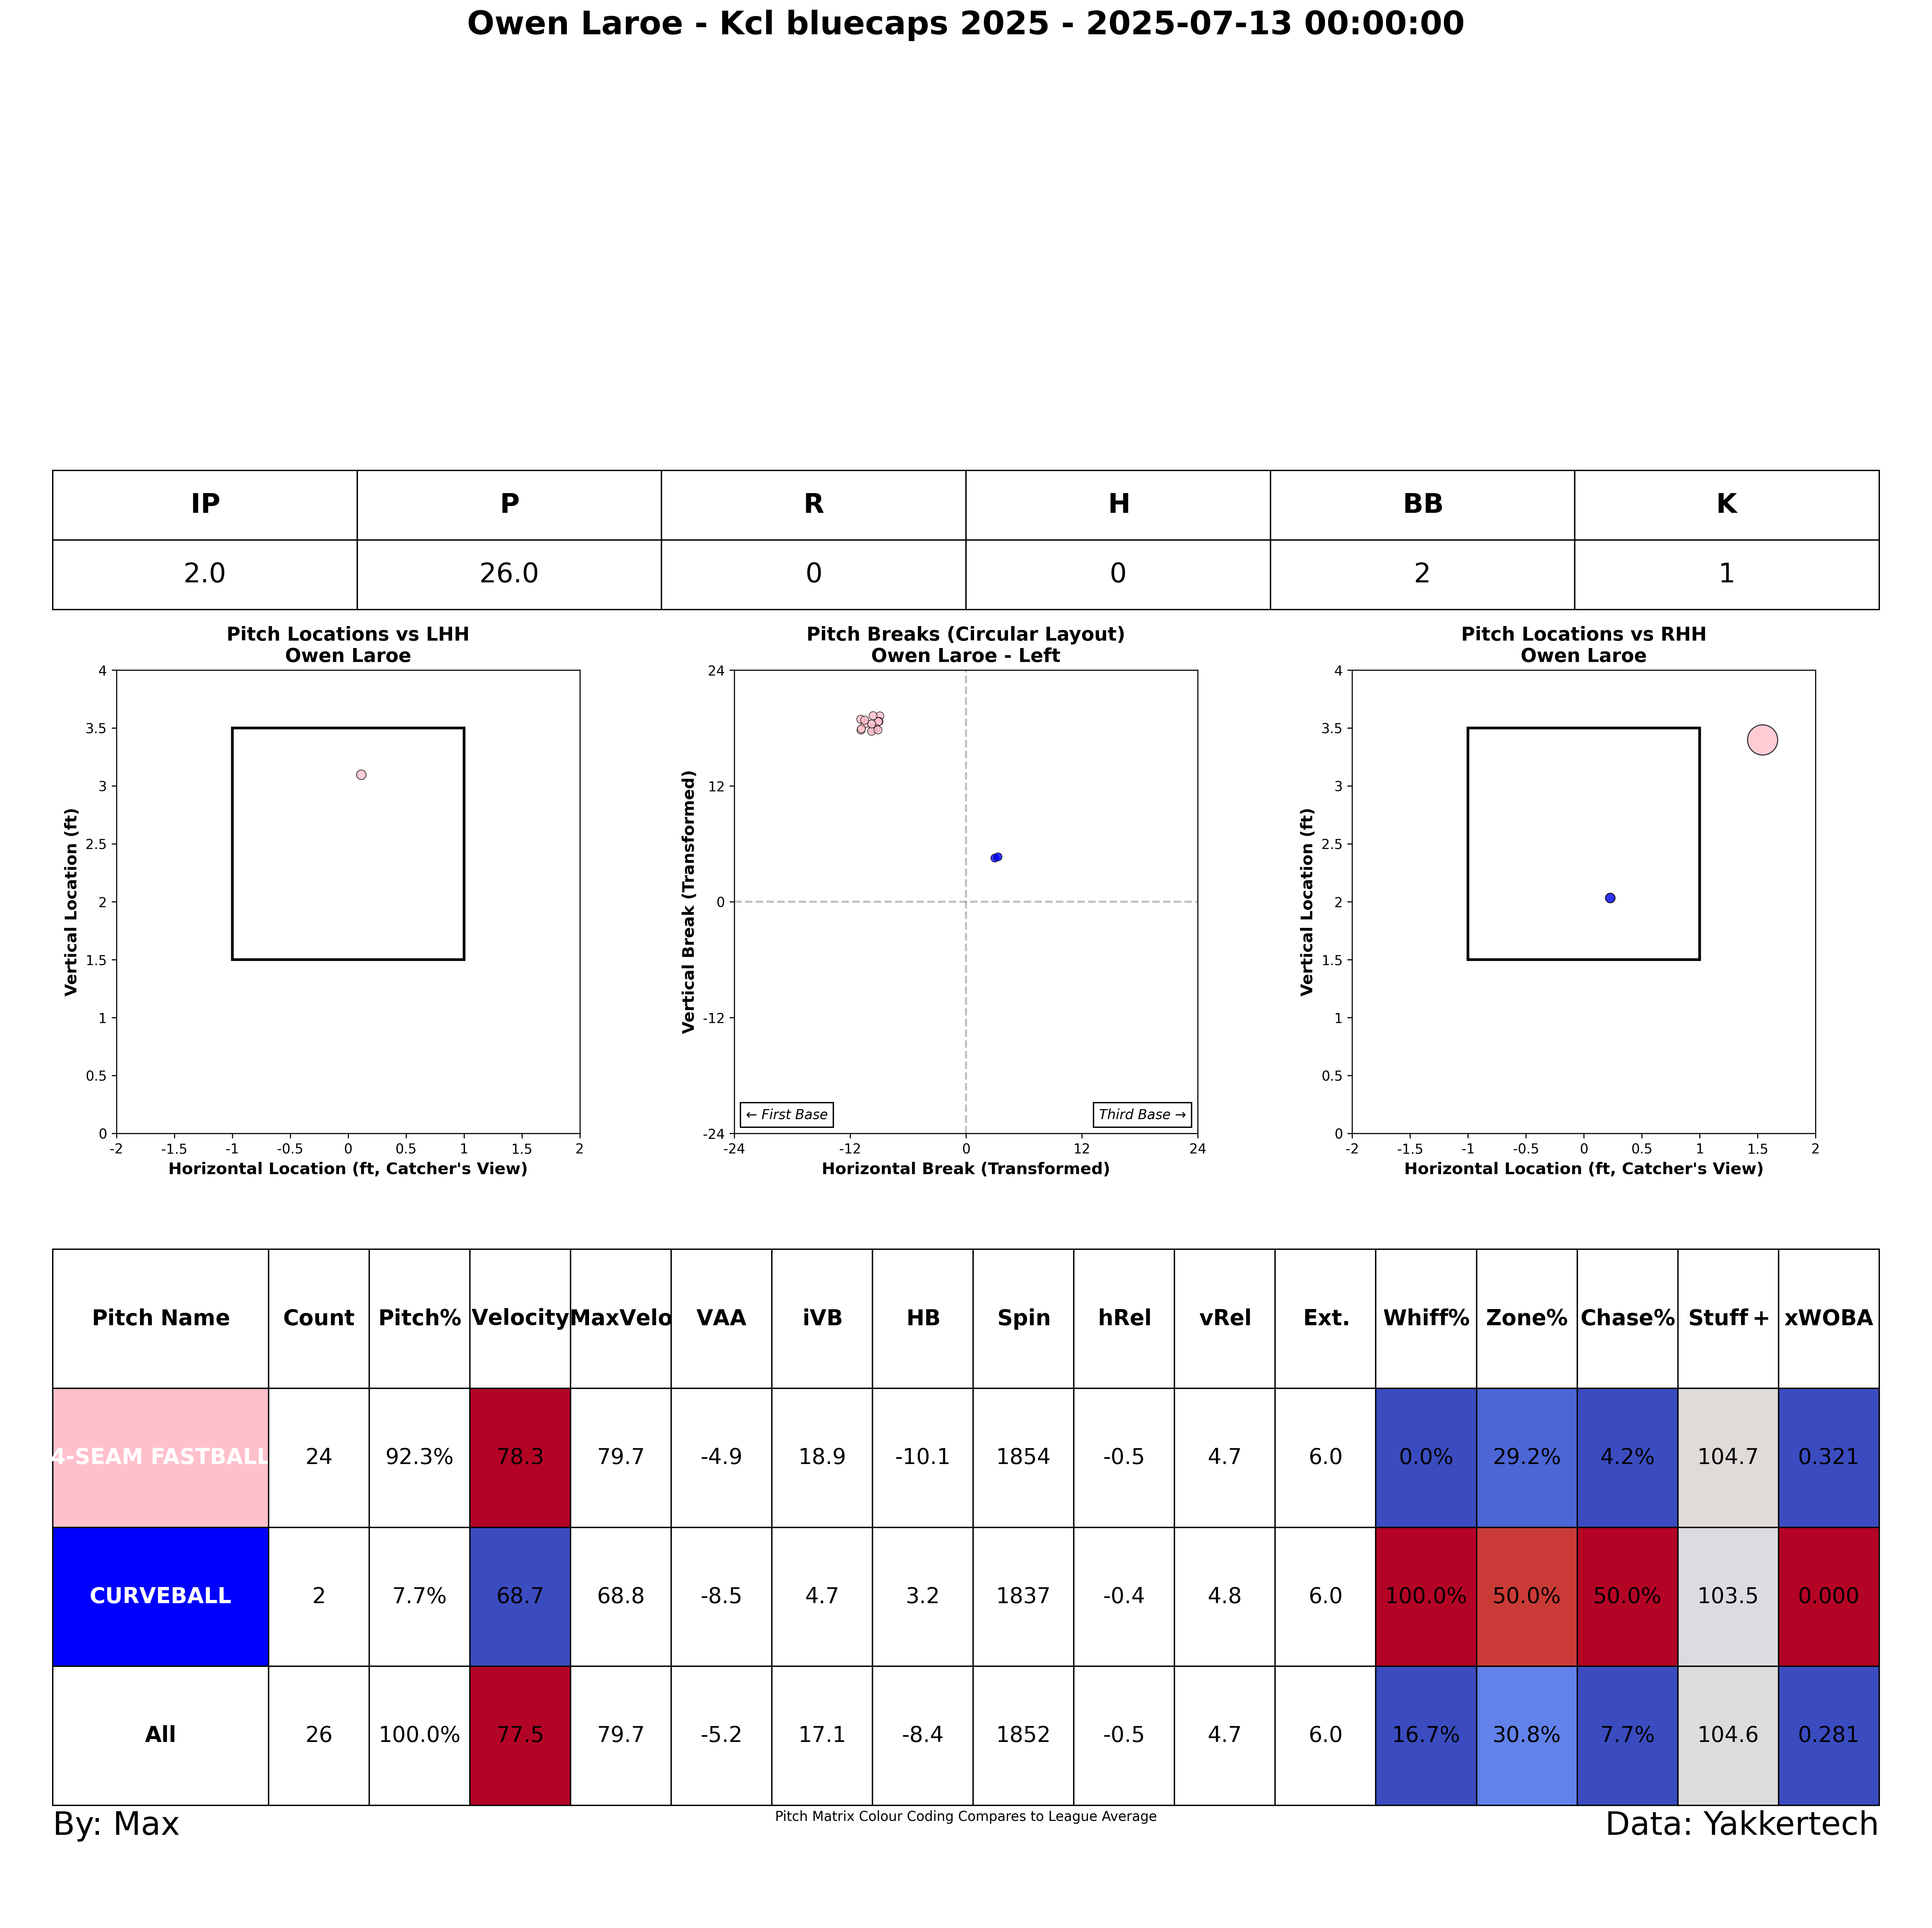 Owen Laroe - Kcl bluecaps 2025 - 2025-07-13 00:00:00
IP P R H BB K
2.0 26.0 0 0 2 1
Pitch Locations vs LHH
Owen Laroe
4
3.5
3
2.5
2
1.5
1
0.5
0
-2 -1.5 -1 -0.5 0 0.5 1 1.5 2
Vertical Location (ft)
Horizontal Location (ft, Catcher's View)
Pitch Breaks (Circular Layout)
Owen Laroe - Left
24
12
0
-12
-24
-24 -12 0 12 24
Vertical Break (Transformed)
← First Base
Third Base →
Horizontal Break (Transformed)
Pitch Locations vs RHH
Owen Laroe
4
3.5
3
2.5
2
1.5
1
0.5
0
-2 -1.5 -1 -0.5 0 0.5 1 1.5 2
Vertical Location (ft)
Horizontal Location (ft, Catcher's View)
Pitch Name Count Pitch% Velocity MaxVelo VAA iVB HB Spin hRel vRel Ext. Whiff% Zone% Chase% Stuff+ xWOBA
4-SEAM FASTBALL 24 92.3% 78.3 79.7 -4.9 18.9 -10.1 1854 -0.5 4.7 6.0 0.0% 29.2% 4.2% 104.7 0.321
CURVEBALL 2 7.7% 68.7 68.8 -8.5 4.7 3.2 1837 -0.4 4.8 6.0 100.0% 50.0% 50.0% 103.5 0.000
All 26 100.0% 77.5 79.7 -5.2 17.1 -8.4 1852 -0.5 4.7 6.0 16.7% 30.8% 7.7% 104.6 0.281
By: Max
Pitch Matrix Colour Coding Compares to League Average
Data: Yakkertech